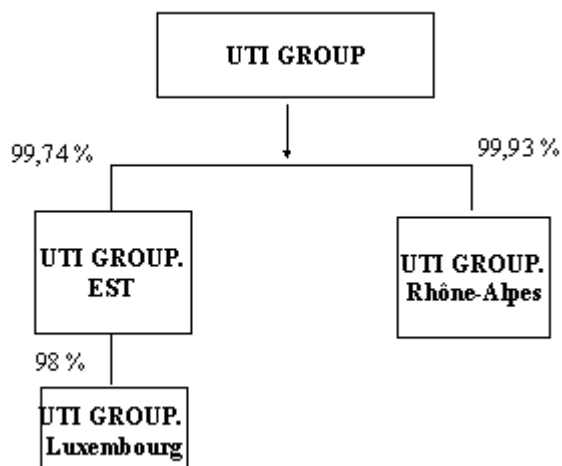 UTI GROUP
99,74 %
99,93 %
UTI GROUP.
EST
UTI GROUP.
Rhône-Alpes
98 %
UTI GROUP.
Luxembourg